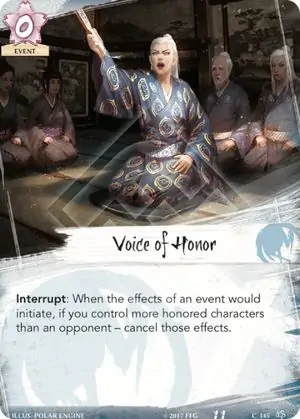 0
EVENT
Voice of Honor
Interrupt: When the effects of an event would
initiate, if you control more honored characters
than an opponent – cancel those effects.
ILLUS. POLAR ENGINE
© 2017 FFG